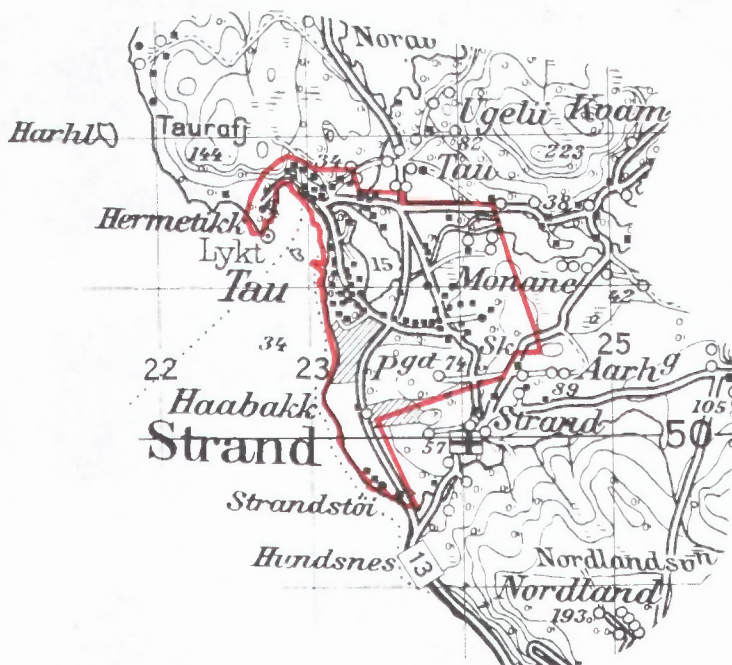 Norav
Ugelii Kvam
Harhl
Taurafj
144
34
82
223
Tau
Hermetikk
38
Lykt
15
Monane
Tau
42
34
Sk
25
22
23
pgd
74
Aarhg
89
Haabakk
105
Strand
Strand
50
57
Strandstöi
Hundsnes
13
Nordlandsvn
Nordland
193